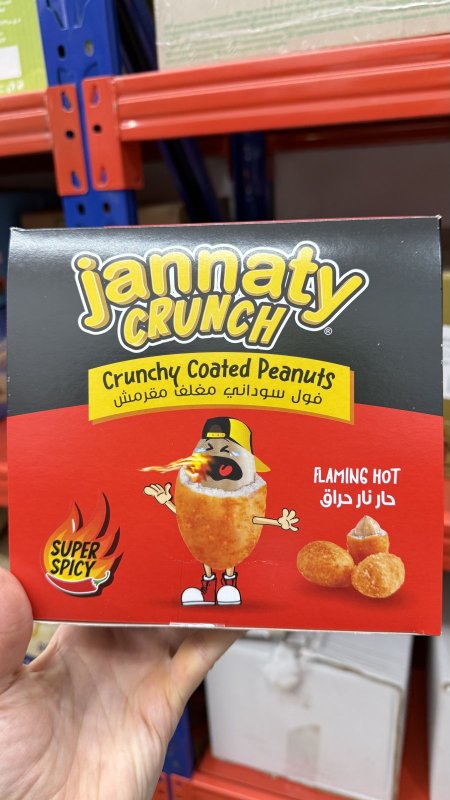 jannaty
CRUNCH
®
Crunchy Coated Peanuts
فول سوداني مغلف مقرمش
FLAMING HOT
حار نار حراق
SUPER
SPICY